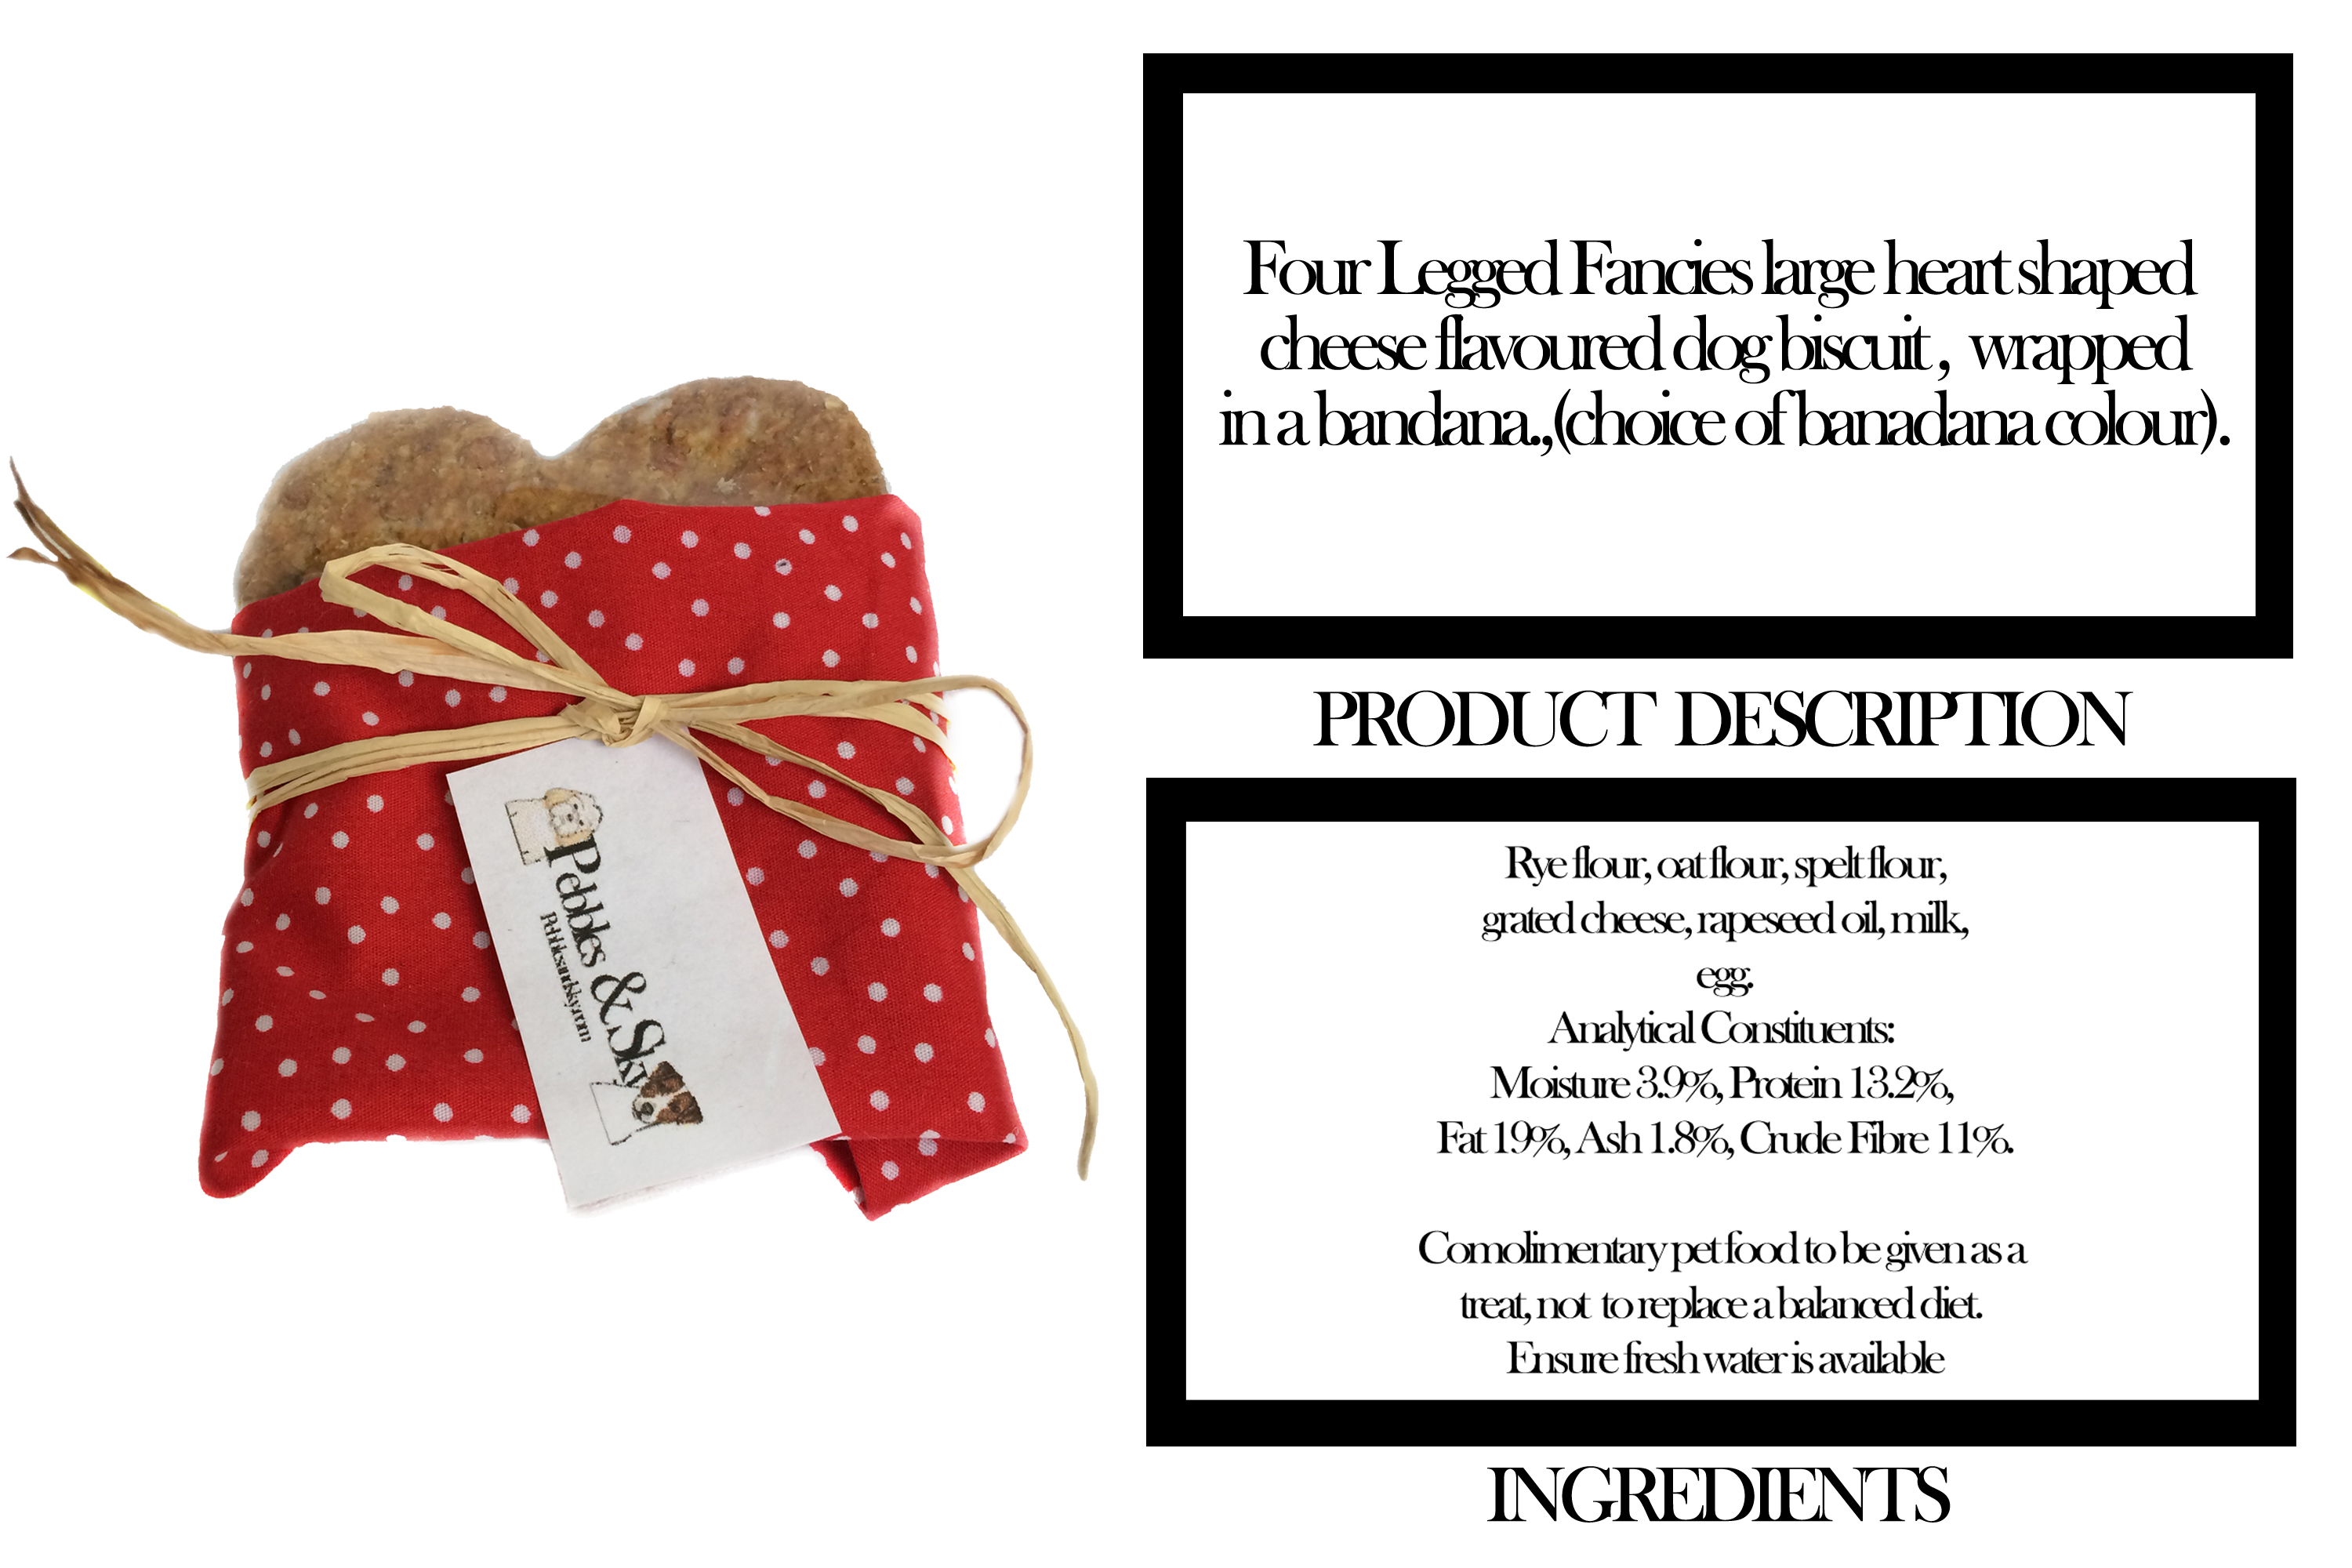 Four Legged Fancies large heart shaped
cheese flavoured dog biscuit , wrapped
in a bandana.,(choice of banadana colour).
PRODUCT DESCRIPTION
Pebbles & Sky
Pebblesandsky.com
Rye flour, oat flour, spelt flour,
grated cheese, rapeseed oil, milk,
egg.
Analytical Constituents:
Moisture 3.9%, Protein 13.2%,
Fat 19%, Ash 1.8%, Crude Fibre 11%.
Comolimentary pet food to be given as a
treat, not to replace a balanced diet.
Ensure fresh water is available
INGREDIENTS